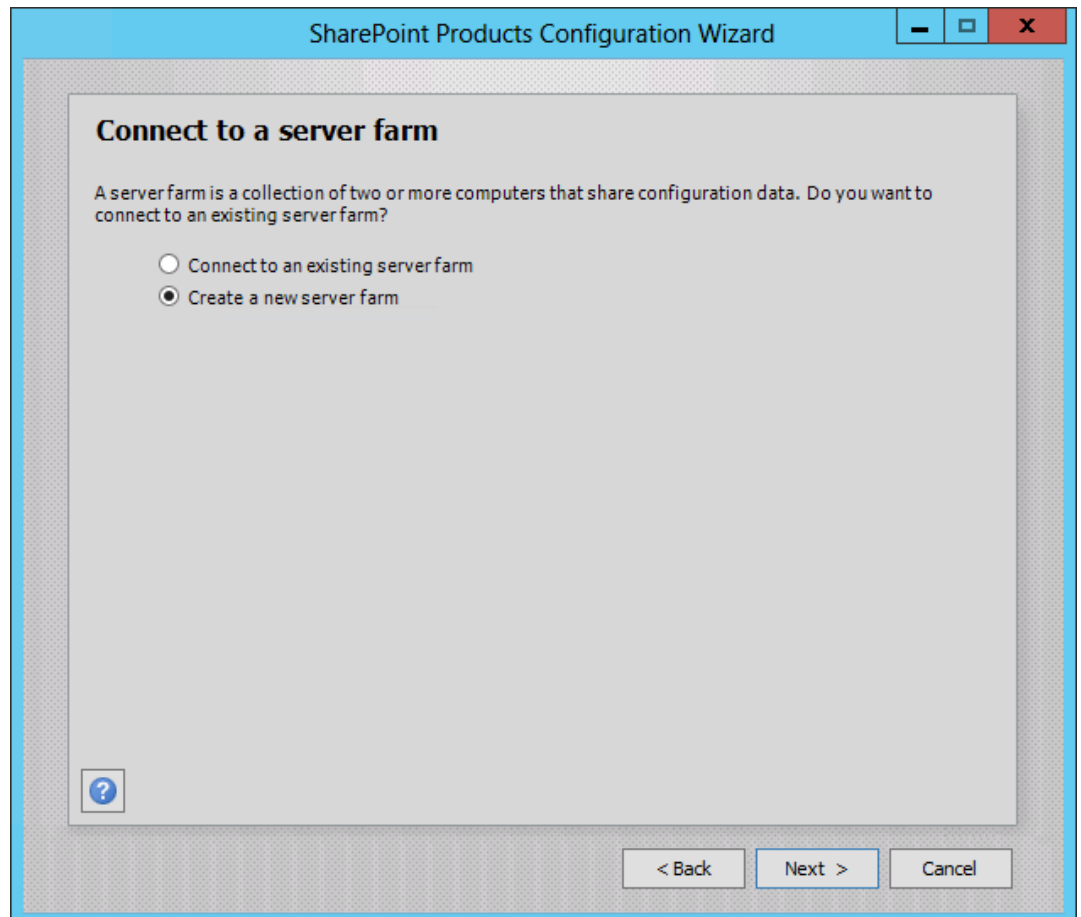 SharePoint Products Configuration Wizard
Connect to a server farm
A server farm is a collection of two or more computers that share configuration data. Do you want to
connect to an existing server farm?
Connect to an existing server farm
Create a new server farm
?
< Back
Next >
Cancel